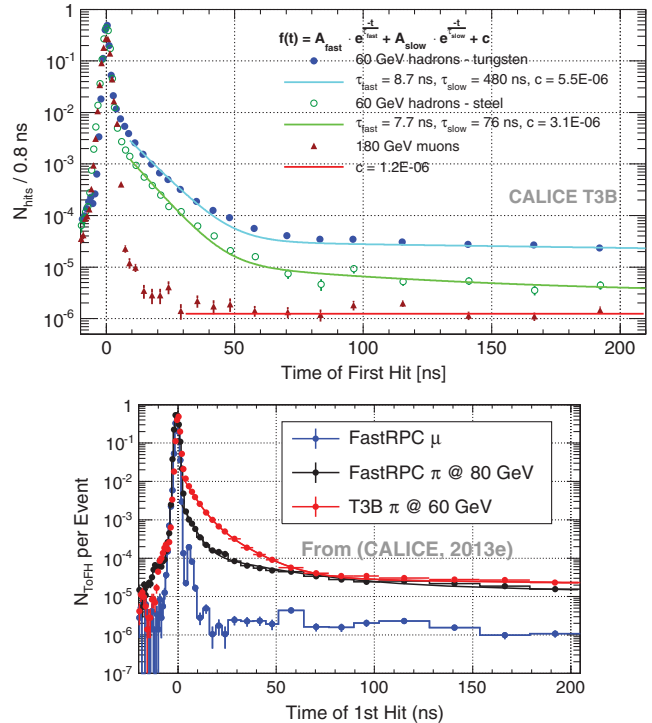 f(t) = A_fast · e^(-t/τ_fast) + A_slow · e^(-t/τ_slow) + c
60 GeV hadrons - tungsten
τ_fast = 8.7 ns, τ_slow = 480 ns, c = 5.5E-06
60 GeV hadrons - steel
τ_fast = 7.7 ns, τ_slow = 76 ns, c = 3.1E-06
180 GeV muons
c = 1.2E-06
CALICE T3B
N_hits / 0.8 ns
1
10^-1
10^-2
10^-3
10^-4
10^-5
10^-6
0 50 100 150 200
Time of First Hit [ns]
FastRPC μ
FastRPC π @ 80 GeV
T3B π @ 60 GeV
From (CALICE, 2013e)
N_ToFH per Event
1
10^-1
10^-2
10^-3
10^-4
10^-5
10^-6
10^-7
0 50 100 150 200
Time of 1st Hit (ns)